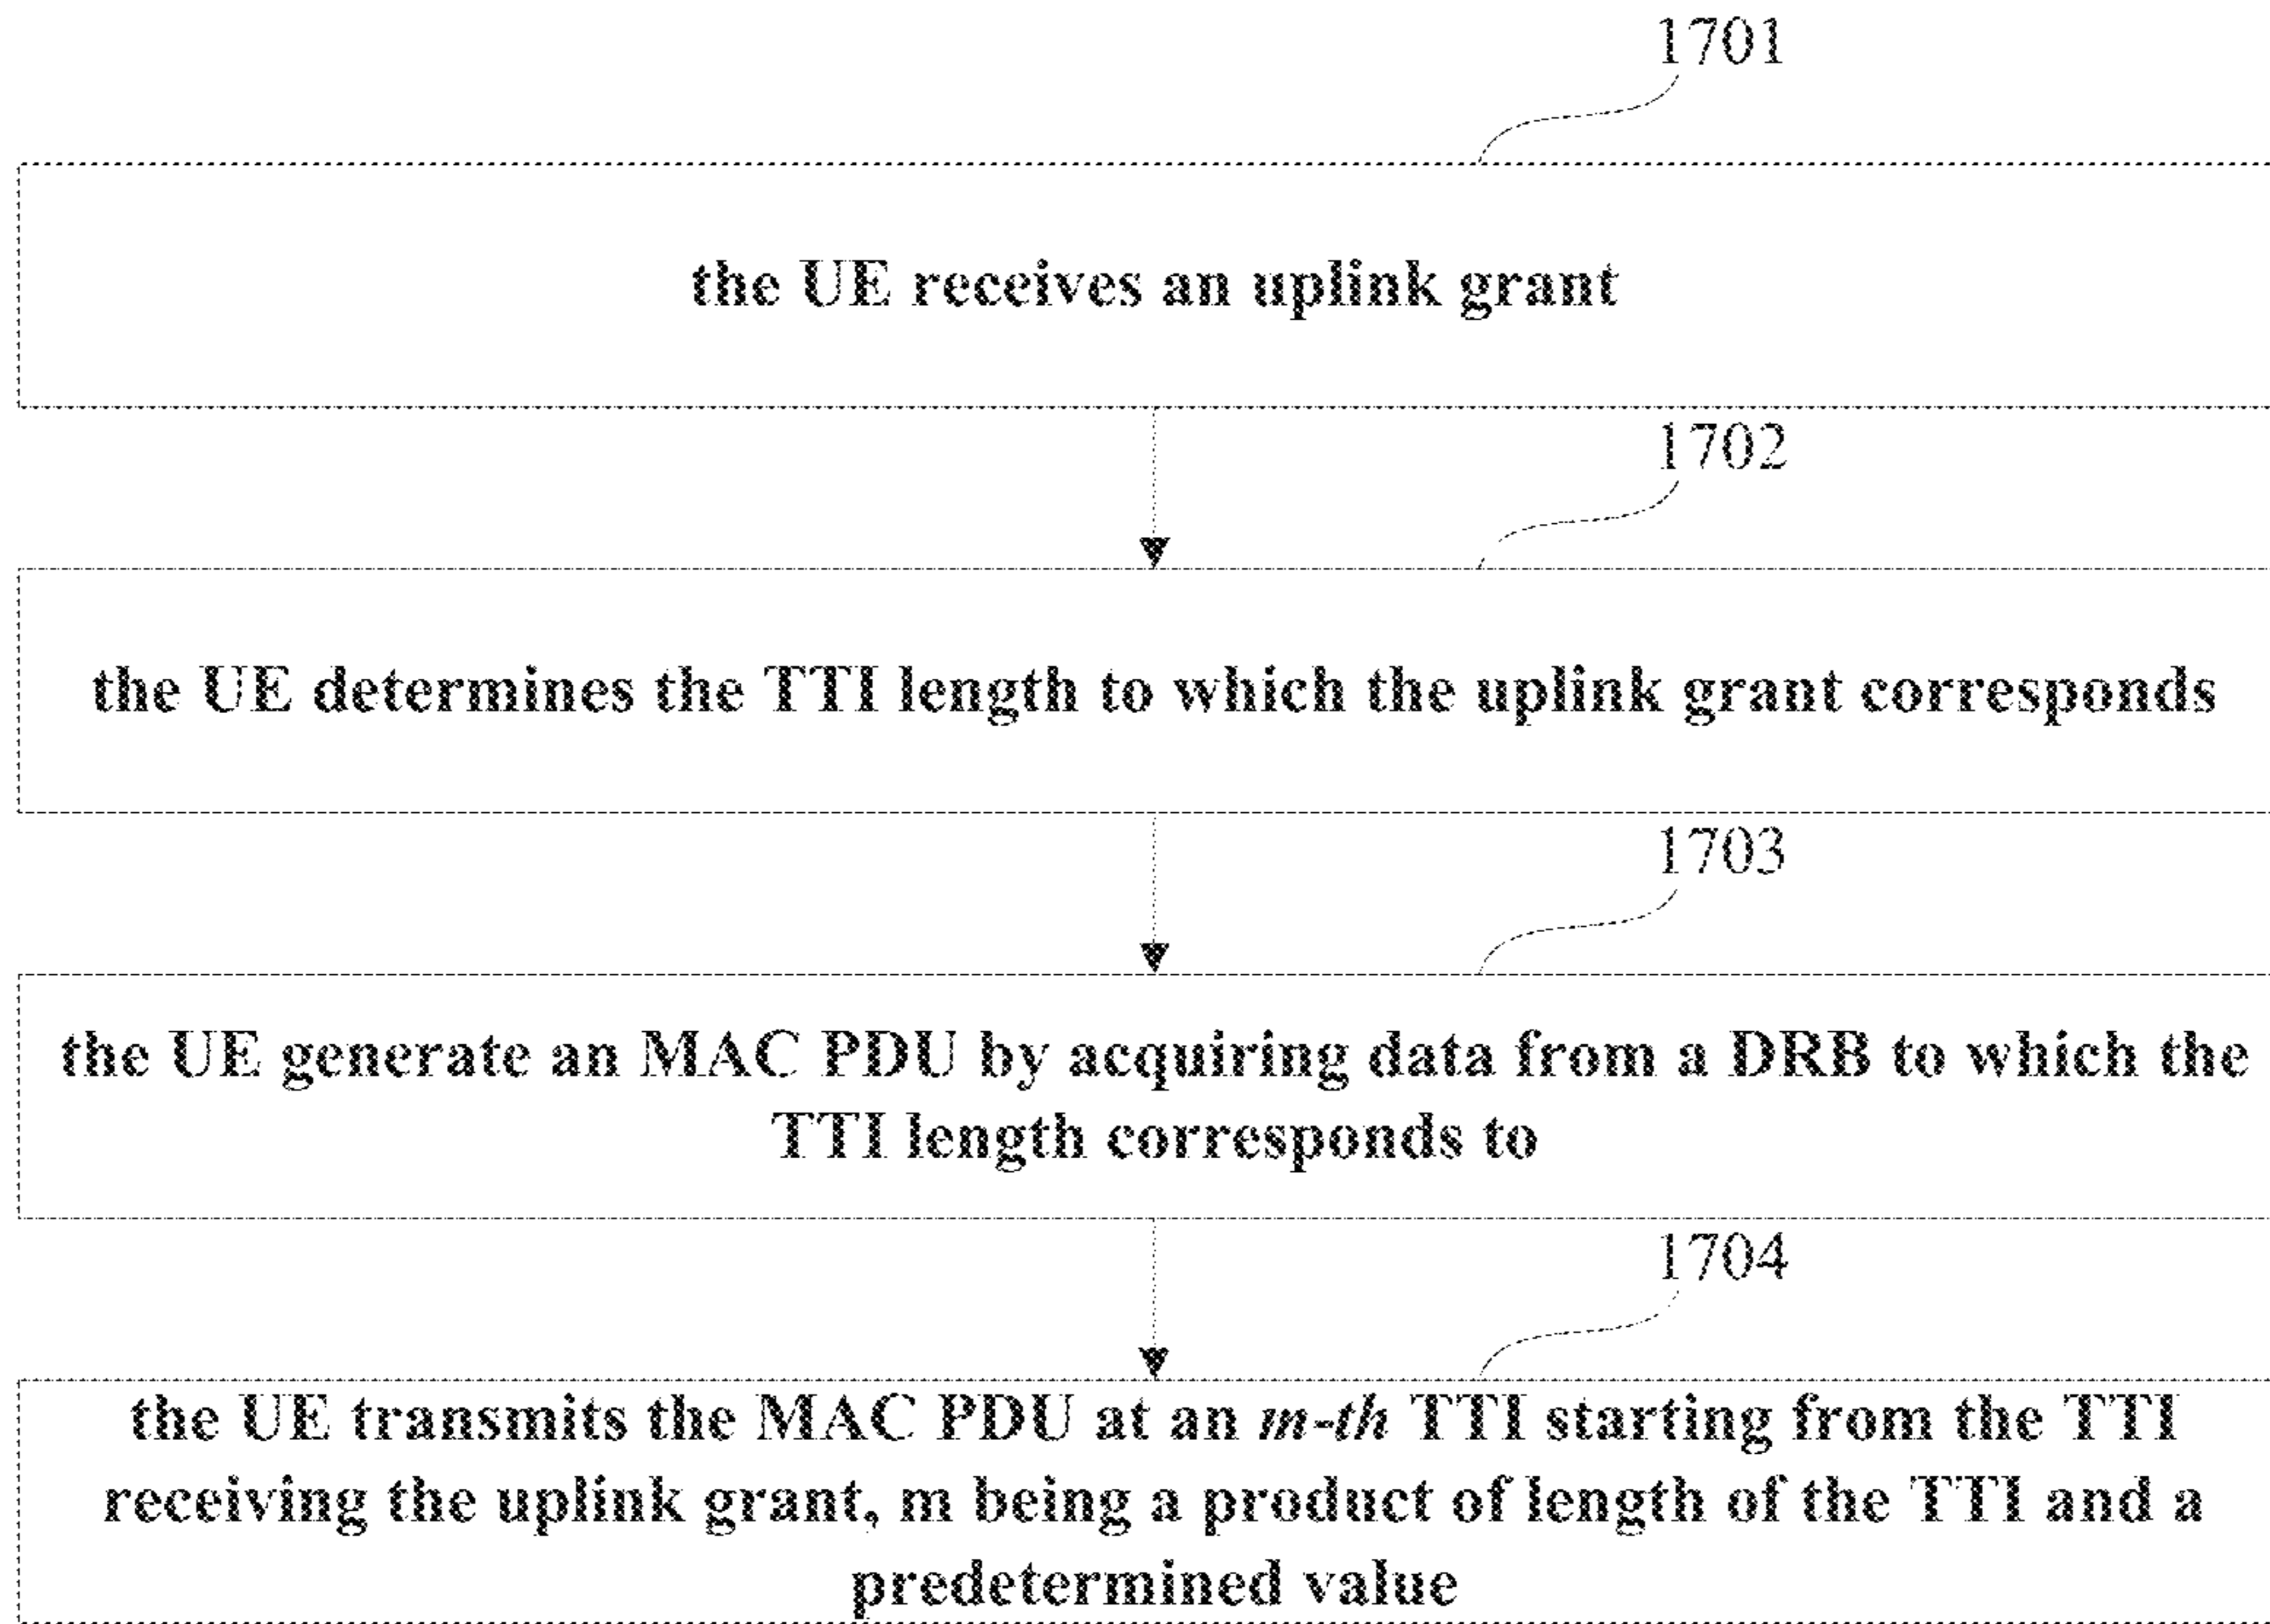 1701
the UE receives an uplink grant
1702
the UE determines the TTI length to which the uplink grant corresponds
1703
the UE generate an MAC PDU by acquiring data from a DRB to which the
TTI length corresponds to
1704
the UE transmits the MAC PDU at an m-th TTI starting from the TTI
receiving the uplink grant, m being a product of length of the TTI and a
predetermined value